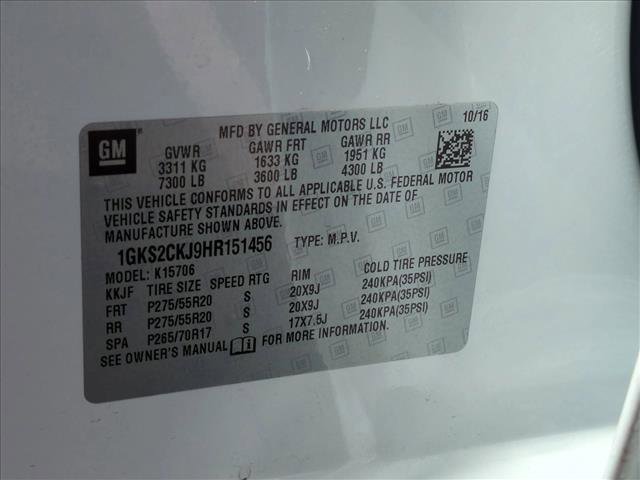 GM
MFD BY GENERAL MOTORS LLC 10/16
GVWR GAWR FRT GAWR RR
3311 KG 1633 KG 1951 KG
7300 LB 3600 LB 4300 LB
THIS VEHICLE CONFORMS TO ALL APPLICABLE U.S. FEDERAL MOTOR
VEHICLE SAFETY STANDARDS IN EFFECT ON THE DATE OF
MANUFACTURE SHOWN ABOVE.
1GKS2CKJ9HR151456 TYPE: M.P.V.
MODEL: K15706
KKJF TIRE SIZE SPEED RTG RIM COLD TIRE PRESSURE
FRT P275/55R20 S 20X9J 240KPA(35PSI)
RR P275/55R20 S 20X9J 240KPA(35PSI)
SPA P265/70R17 S 17X7.5J 240KPA(35PSI)
SEE OWNER'S MANUAL FOR MORE INFORMATION.